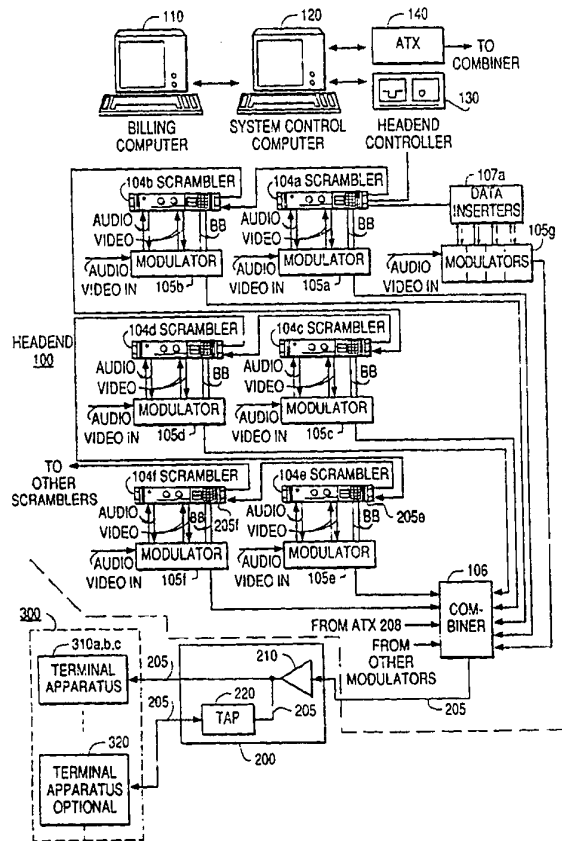 110
120
140
ATX
TO COMBINER
130
BILLING COMPUTER
SYSTEM CONTROL COMPUTER
HEADEND CONTROLLER
104b SCRAMBLER
104a SCRAMBLER
107a
DATA INSERTERS
AUDIO
VIDEO
BB
AUDIO
VIDEO
BB
105g
MODULATOR
MODULATOR
MODULATORS
AUDIO
VIDEO IN
105b
AUDIO
VIDEO IN
105a
AUDIO
VIDEO IN
HEADEND
100
104d SCRAMBLER
104c SCRAMBLER
AUDIO
VIDEO
BB
AUDIO
VIDEO
BB
MODULATOR
MODULATOR
AUDIO
VIDEO IN
105d
AUDIO
VIDEO IN
105c
TO OTHER SCRAMBLERS
104f SCRAMBLER
104e SCRAMBLER
AUDIO
VIDEO
BB
205f
AUDIO
VIDEO
BB
205e
MODULATOR
MODULATOR
AUDIO
VIDEO IN
105f
AUDIO
VIDEO IN
105e
106
COM-
BINER
FROM ATX 208
FROM OTHER MODULATORS
300
310a,b,c
TERMINAL APPARATUS
205
210
205
220
TAP
205
205
200
320
TERMINAL APPARATUS OPTIONAL